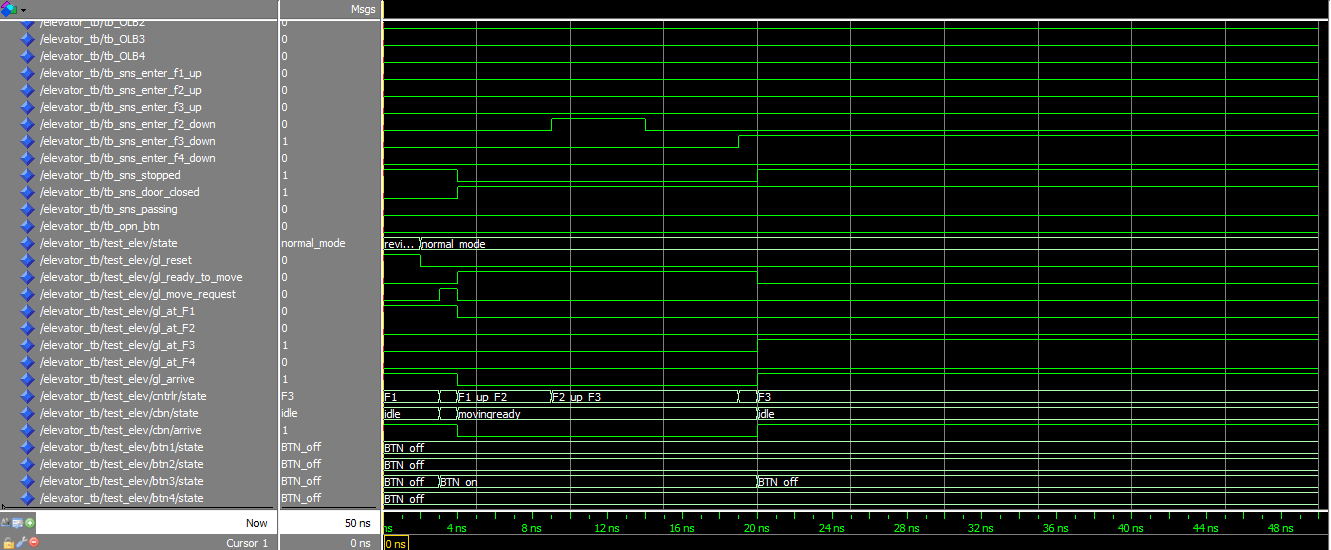 Msgs
/elevator_tb/tb_OLB2 0
/elevator_tb/tb_OLB3 0
/elevator_tb/tb_OLB4 0
/elevator_tb/tb_sns_enter_f1_up 0
/elevator_tb/tb_sns_enter_f2_up 0
/elevator_tb/tb_sns_enter_f3_up 0
/elevator_tb/tb_sns_enter_f2_down 0
/elevator_tb/tb_sns_enter_f3_down 1
/elevator_tb/tb_sns_enter_f4_down 0
/elevator_tb/tb_sns_stopped 1
/elevator_tb/tb_sns_door_closed 1
/elevator_tb/tb_sns_passing 0
/elevator_tb/tb_opn_btn 0
/elevator_tb/test_elev/state normal_mode revi... normal_mode
/elevator_tb/test_elev/gl_reset 0
/elevator_tb/test_elev/gl_ready_to_move 0
/elevator_tb/test_elev/gl_move_request 0
/elevator_tb/test_elev/gl_at_F1 0
/elevator_tb/test_elev/gl_at_F2 0
/elevator_tb/test_elev/gl_at_F3 1
/elevator_tb/test_elev/gl_at_F4 0
/elevator_tb/test_elev/gl_arrive 1
/elevator_tb/test_elev/cntrlr/state F3 F1 F1_up_F2 F2_up_F3 F3
/elevator_tb/test_elev/cbn/state idle idle movingready idle
/elevator_tb/test_elev/cbn/arrive 1
/elevator_tb/test_elev/btn1/state BTN_off BTN_off
/elevator_tb/test_elev/btn2/state BTN_off BTN_off
/elevator_tb/test_elev/btn3/state BTN_off BTN_off BTN_on BTN_off
/elevator_tb/test_elev/btn4/state BTN_off BTN_off
Now 50 ns ns 4 ns 8 ns 12 ns 16 ns 20 ns 24 ns 28 ns 32 ns 36 ns 40 ns 44 ns 48 ns
Cursor 1 0 ns 0 ns